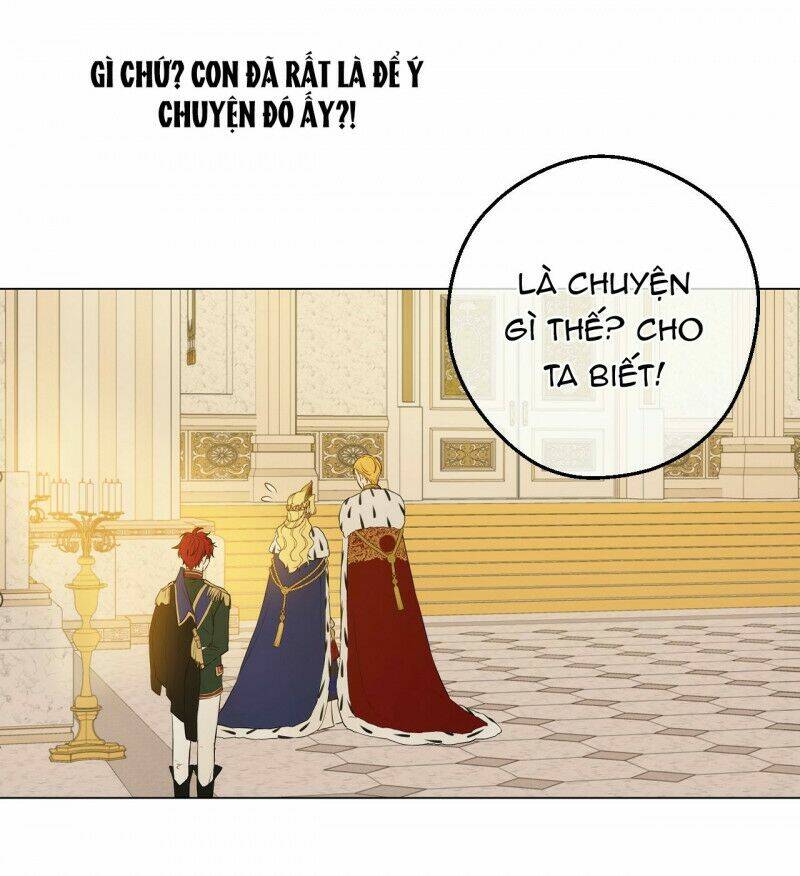 GÌ CHỨ? CON ĐÃ RẤT LÀ ĐỂ Ý
CHUYỆN ĐÓ ẤY?!
LÀ CHUYỆN
GÌ THẾ? CHO
TA BIẾT!